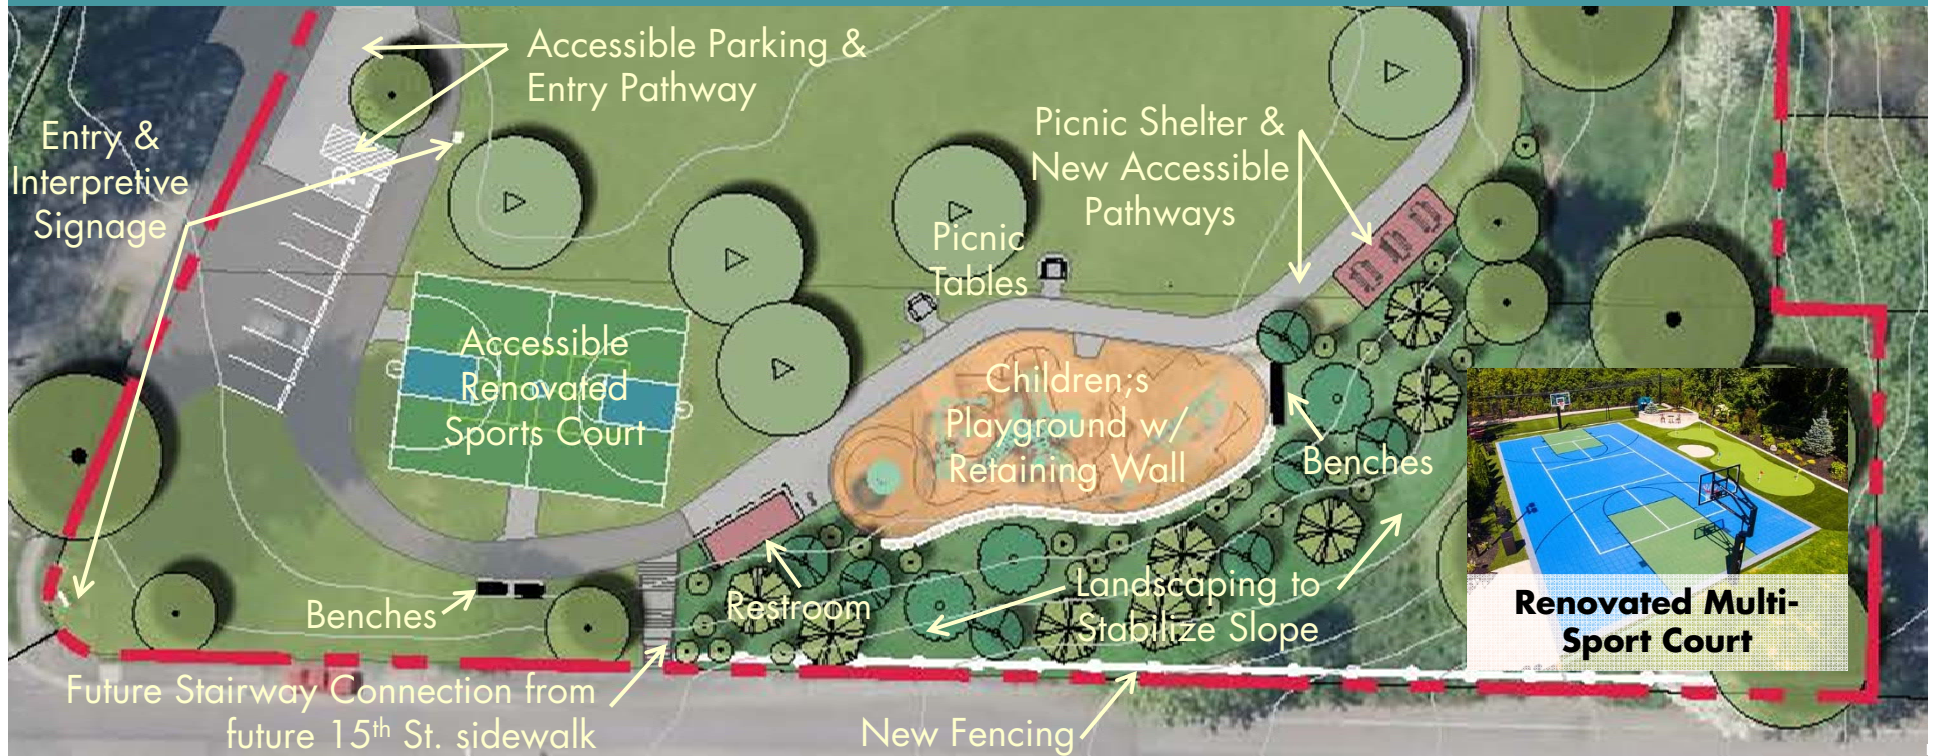 Accessible Parking &
Entry Pathway
Entry &
Interpretive
Signage
Picnic Shelter &
New Accessible
Pathways
Picnic
Tables
Accessible
Renovated
Sports Court
Children;s
Playground w/
Retaining Wall
Benches
Benches
Restroom
Landscaping to
Stabilize Slope
Renovated Multi-
Sport Court
Future Stairway Connection from
future 15th St. sidewalk
New Fencing